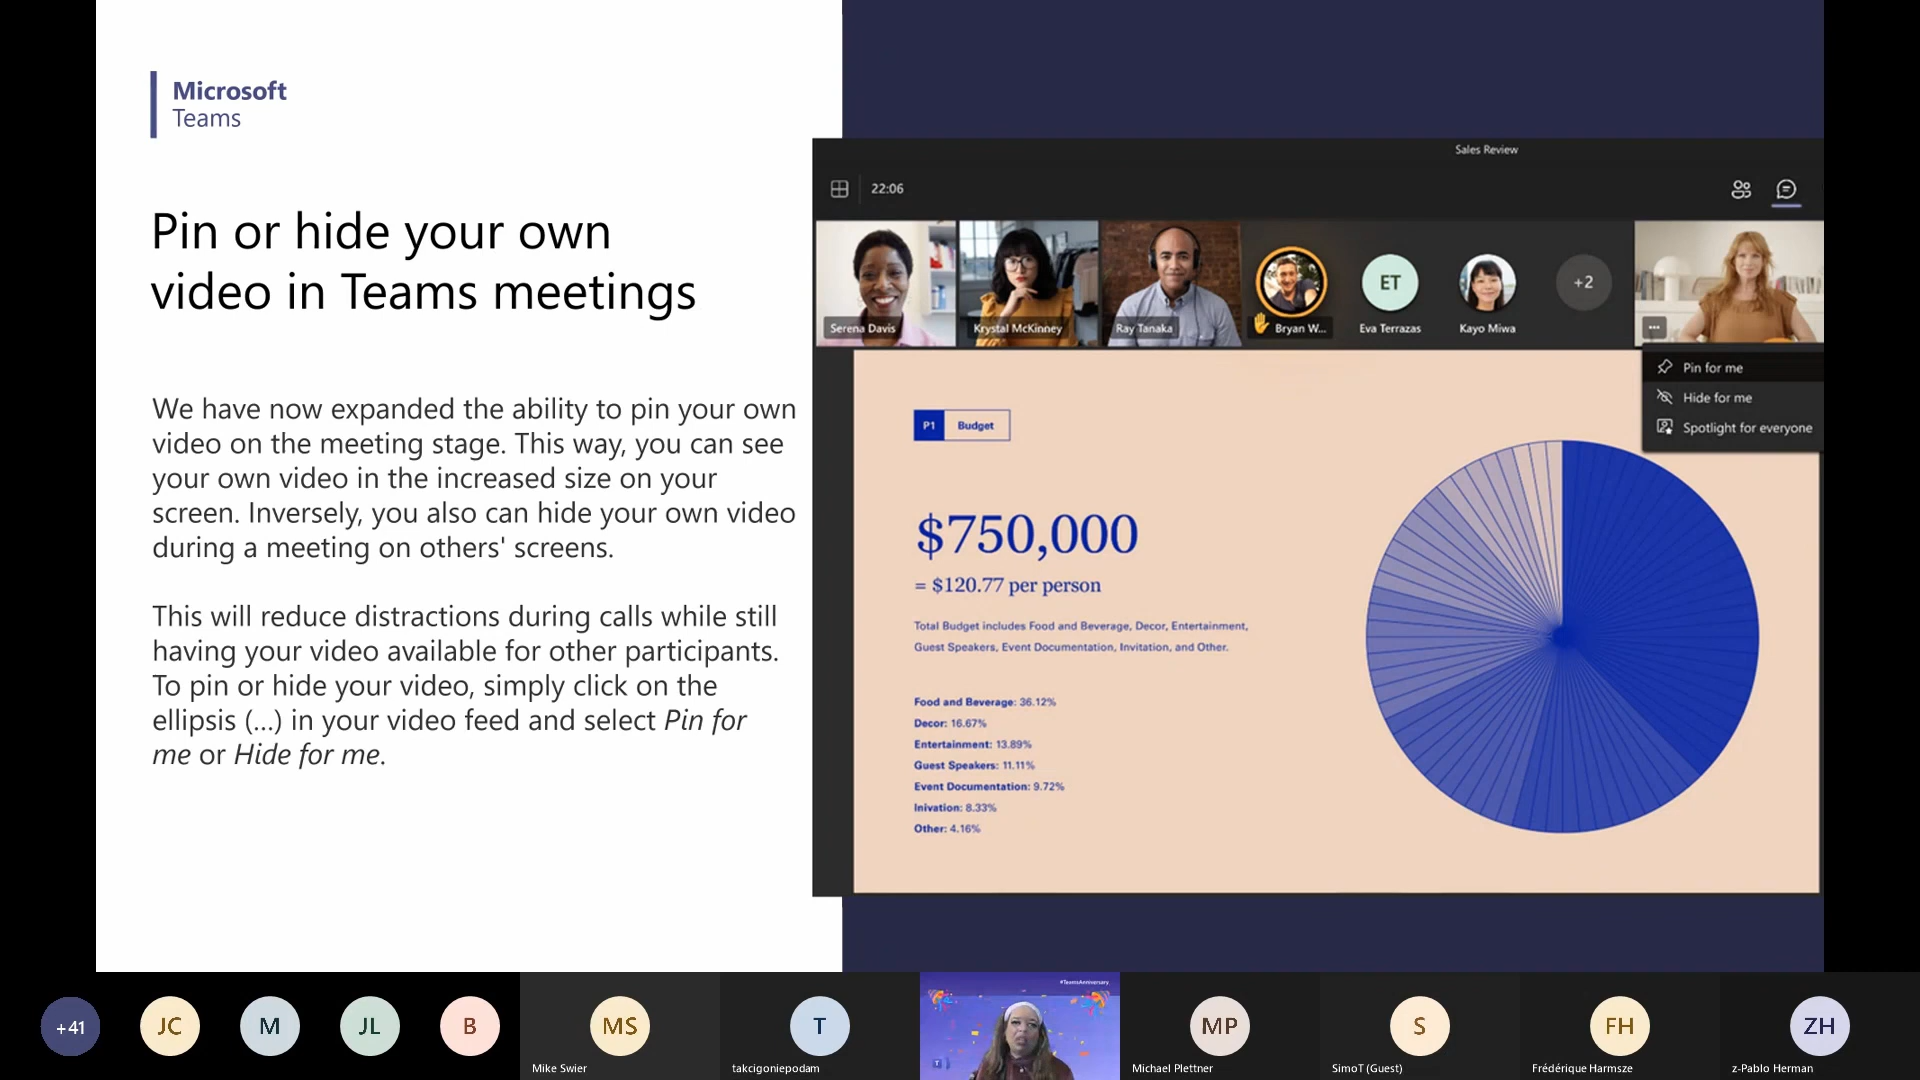 Microsoft
Teams
Pin or hide your own
video in Teams meetings
We have now expanded the ability to pin your own
video on the meeting stage. This way, you can see
your own video in the increased size on your
screen. Inversely, you also can hide your own video
during a meeting on others' screens.
This will reduce distractions during calls while still
having your video available for other participants.
To pin or hide your video, simply click on the
ellipsis (...) in your video feed and select Pin for
me or Hide for me.
Sales Review
22:06
Serena Davis
Krystal McKinney
Ray Tanaka
Bryan W...
ET
Eva Terrazas
Kayo Miwa
+2
Pin for me
Hide for me
Spotlight for everyone
P1 Budget
$750,000
= $120.77 per person
Total Budget includes Food and Beverage, Decor, Entertainment,
Guest Speakers, Event Documentation, Invitation, and Other.
Food and Beverage: 36.12%
Decor: 16.67%
Entertainment: 13.89%
Guest Speakers: 11.11%
Event Documentation: 9.72%
Inivation: 8.33%
Other: 4.16%
+41
JC
M
JL
B
MS
Mike Swier
T
takcigoniepodam
#TeamsAnniversary
MP
Michael Plettner
S
SimoT (Guest)
FH
Frédérique Harmsze
ZH
z-Pablo Herman